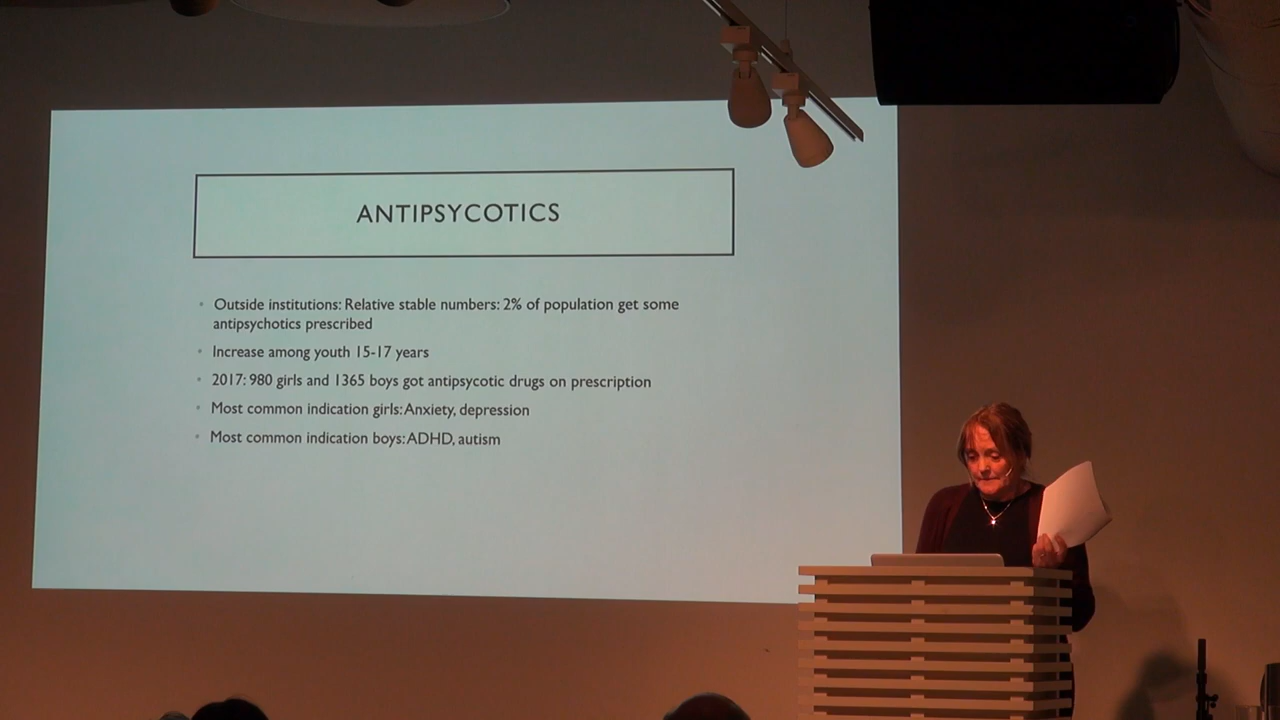 ANTIPSYCOTICS
• Outside institutions: Relative stable numbers: 2% of population get some
antipsychotics prescribed
• Increase among youth 15-17 years
• 2017: 980 girls and 1365 boys got antipsycotic drugs on prescription
• Most common indication girls: Anxiety, depression
• Most common indication boys: ADHD, autism